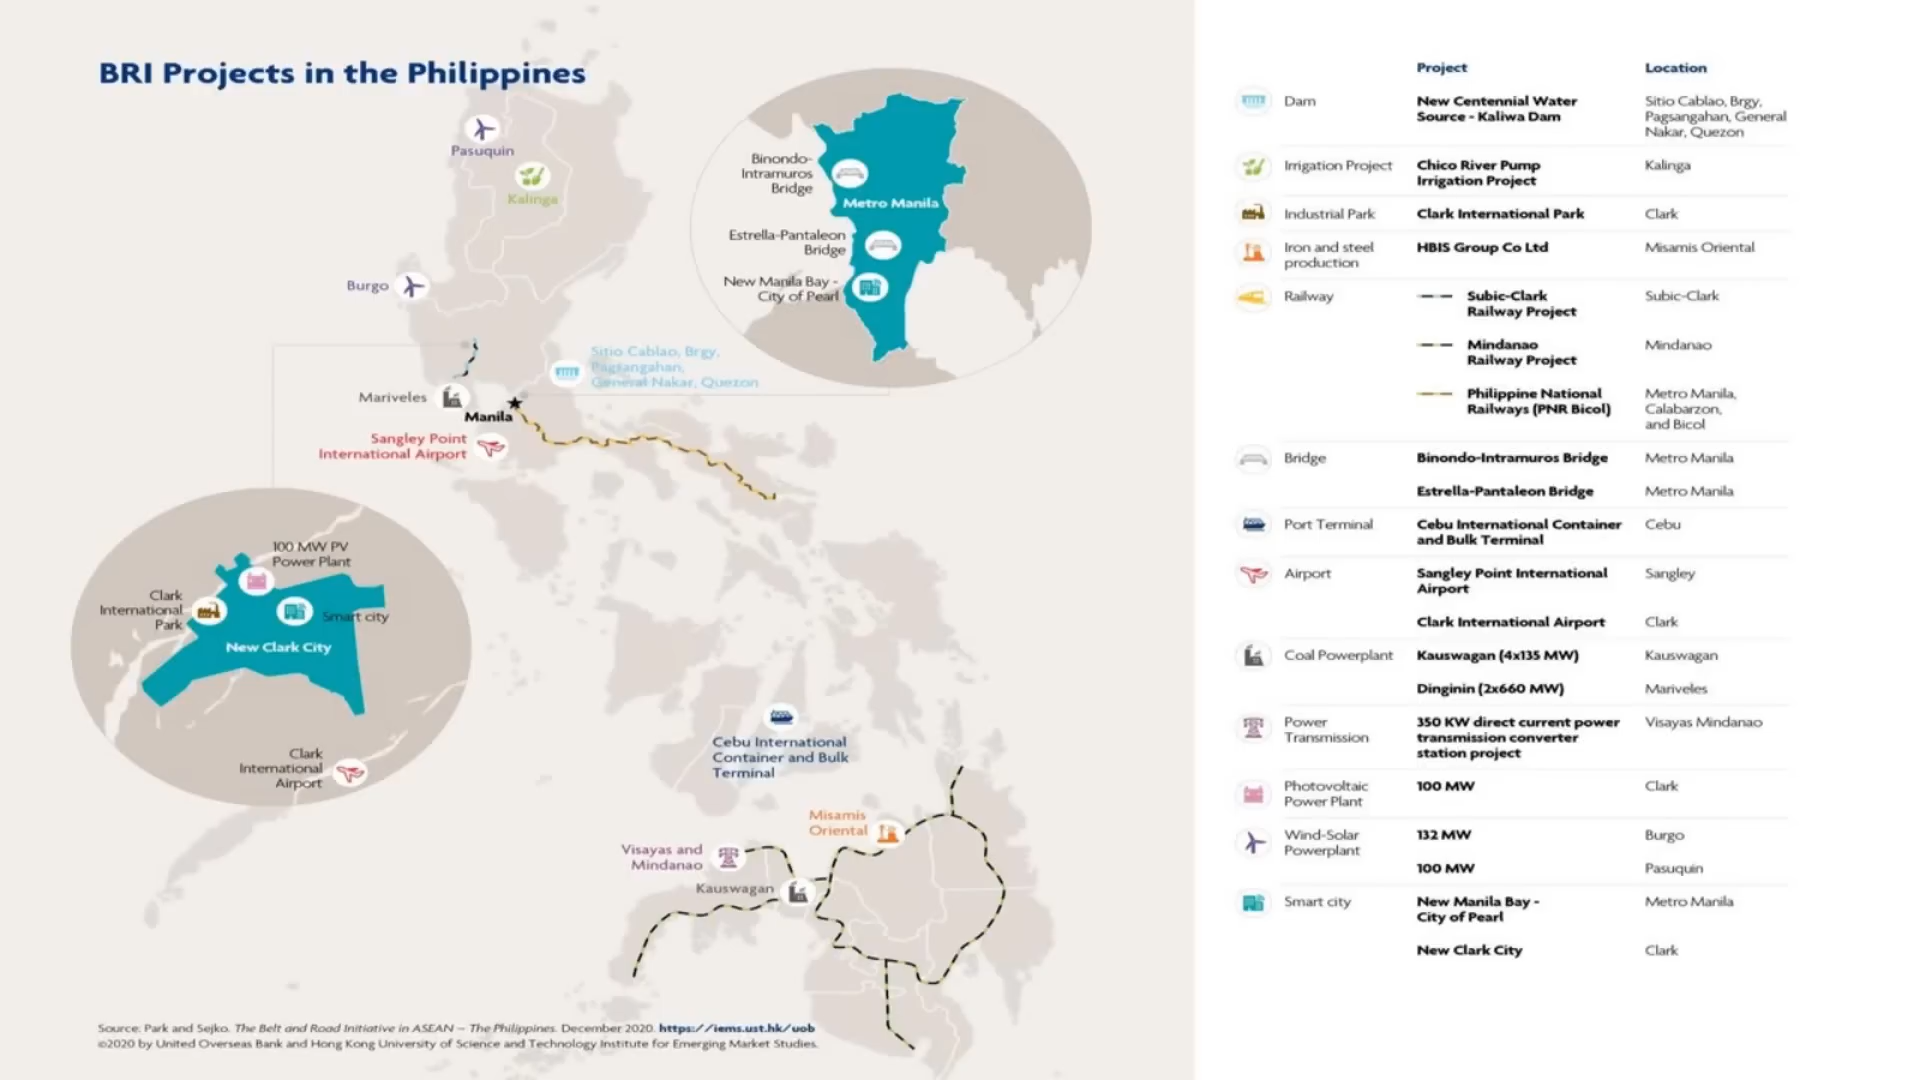 BRI Projects in the Philippines
Pasuquin
Kalinga
Burgo
Binondo-
Intramuros
Bridge
Metro Manila
Estrella-Pantaleon
Bridge
New Manila Bay -
City of Pearl
Sitio Cablao, Brgy,
Pagsangahan,
General Nakar, Quezon
Mariveles
Manila
Sangley Point
International Airport
100 MW PV
Power Plant
Clark
International
Park
Smart city
New Clark City
Clark
International
Airport
Cebu International
Container and Bulk
Terminal
Misamis
Oriental
Visayas and
Mindanao
Kauswagan
Source: Park and Sejko. The Belt and Road Initiative in ASEAN – The Philippines. December 2020. https://iems.ust.hk/uob
©2020 by United Overseas Bank and Hong Kong University of Science and Technology Institute for Emerging Market Studies.
Project Location
Dam New Centennial Water Sitio Cablao, Brgy,
Source - Kaliwa Dam Pagsangahan, General
Nakar, Quezon
Irrigation Project Chico River Pump Kalinga
Irrigation Project
Industrial Park Clark International Park Clark
Iron and steel HBIS Group Co Ltd Misamis Oriental
production
Railway Subic-Clark Subic-Clark
Railway Project
Mindanao Mindanao
Railway Project
Philippine National Metro Manila,
Railways (PNR Bicol) Calabarzon,
and Bicol
Bridge Binondo-Intramuros Bridge Metro Manila
Estrella-Pantaleon Bridge Metro Manila
Port Terminal Cebu International Container Cebu
and Bulk Terminal
Airport Sangley Point International Sangley
Airport
Clark International Airport Clark
Coal Powerplant Kauswagan (4x135 MW) Kauswagan
Dinginin (2x660 MW) Mariveles
Power 350 KW direct current power Visayas Mindanao
Transmission transmission converter
station project
Photovoltaic 100 MW Clark
Power Plant
Wind-Solar 132 MW Burgo
Powerplant
100 MW Pasuquin
Smart city New Manila Bay - Metro Manila
City of Pearl
New Clark City Clark